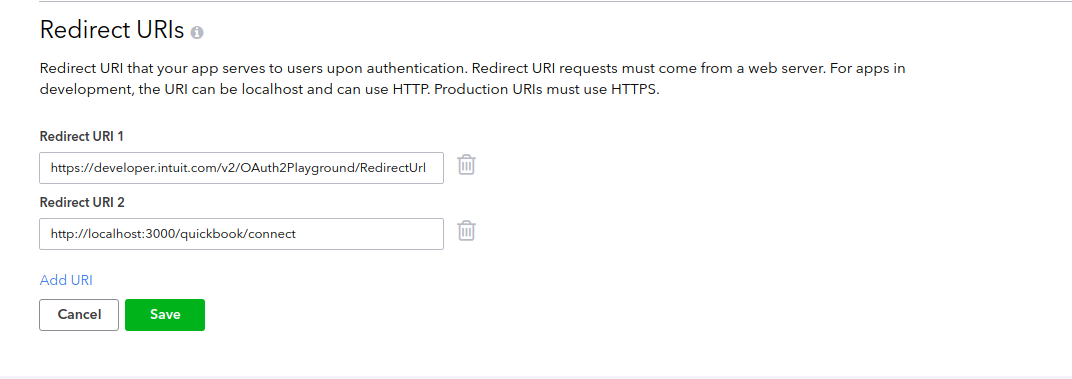 Redirect URIs
Redirect URI that your app serves to users upon authentication. Redirect URI requests must come from a web server. For apps in
development, the URI can be localhost and can use HTTP. Production URIs must use HTTPS.
Redirect URI 1
https://developer.intuit.com/v2/OAuth2Playground/RedirectUrl
Redirect URI 2
http://localhost:3000/quickbook/connect
Add URI
Cancel Save